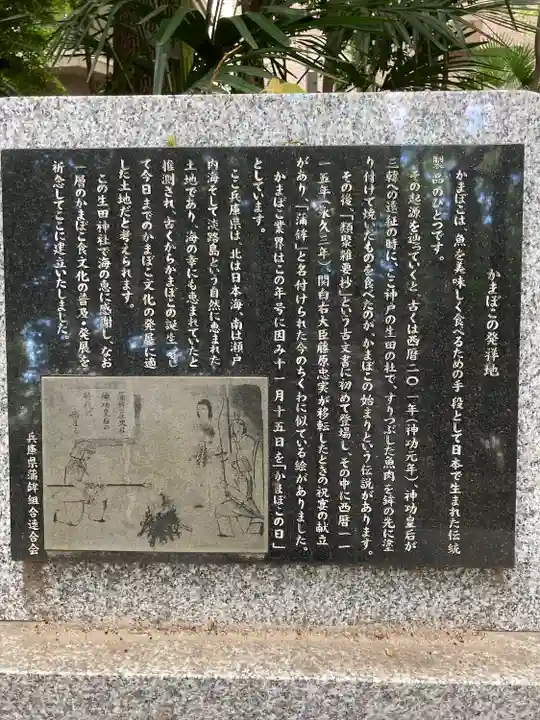 かまぼこの発祥地
かまぼこは、魚を美味しく食べるための手段として日本で生まれた伝統
製品のひとつです。
その起源を辿っていくと、古くは西暦二〇一年（神功元年）、神功皇后が
三韓への遠征の時に、ここ神戸の生田の社で、すりつぶした魚肉を鉾の先に塗
り付けて焼いたものを食べたのが、かまぼこの始まりという伝説があります。
その後、「類聚雑要抄」という古文書に初めて登場し、その中に西暦一一
一五年（永久三年）、関白右大臣藤原忠実が移転したときの祝宴の献立
があり、「蒲鉾」と名付けられた今のちくわに似ている絵がありました。
かまぼこ業界はこの年号に因み十一月十五日を「かまぼこの日」
としています。
ここ兵庫県は、北は日本海、南は瀬戸
内海そして淡路島という自然に恵まれた
土地であり、海の幸にも恵まれていたと
推測され、古くからかまぼこの誕生、そし
て今日までのかまぼこ文化の発展に適
した土地だと考えられます。
この生田神社で海の恵に感謝し、なお
一層のかまぼこ食文化の普及・発展を
祈念してここに建立いたしました。
兵庫県蒲鉾組合連合会
蒲鉾の歴史は
神功皇后の
時代に